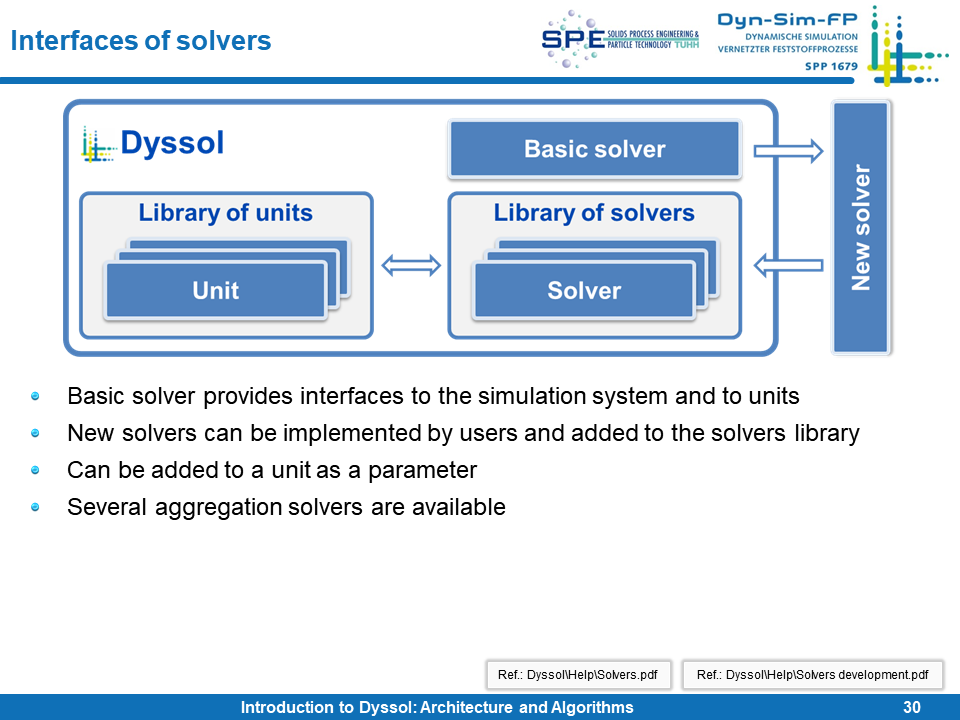 Interfaces of solvers
SPE SOLIDS PROCESS ENGINEERING &
PARTICLE TECHNOLOGY TUHH
Dyn-Sim-FP
DYNAMISCHE SIMULATION
VERNETZTER FESTSTOFFPROZESSE
SPP 1679
Dyssol
Basic solver
Library of units
Unit
Library of solvers
Solver
New solver
Basic solver provides interfaces to the simulation system and to units
New solvers can be implemented by users and added to the solvers library
Can be added to a unit as a parameter
Several aggregation solvers are available
Ref.: Dyssol\Help\Solvers.pdf
Ref.: Dyssol\Help\Solvers development.pdf
Introduction to Dyssol: Architecture and Algorithms
30